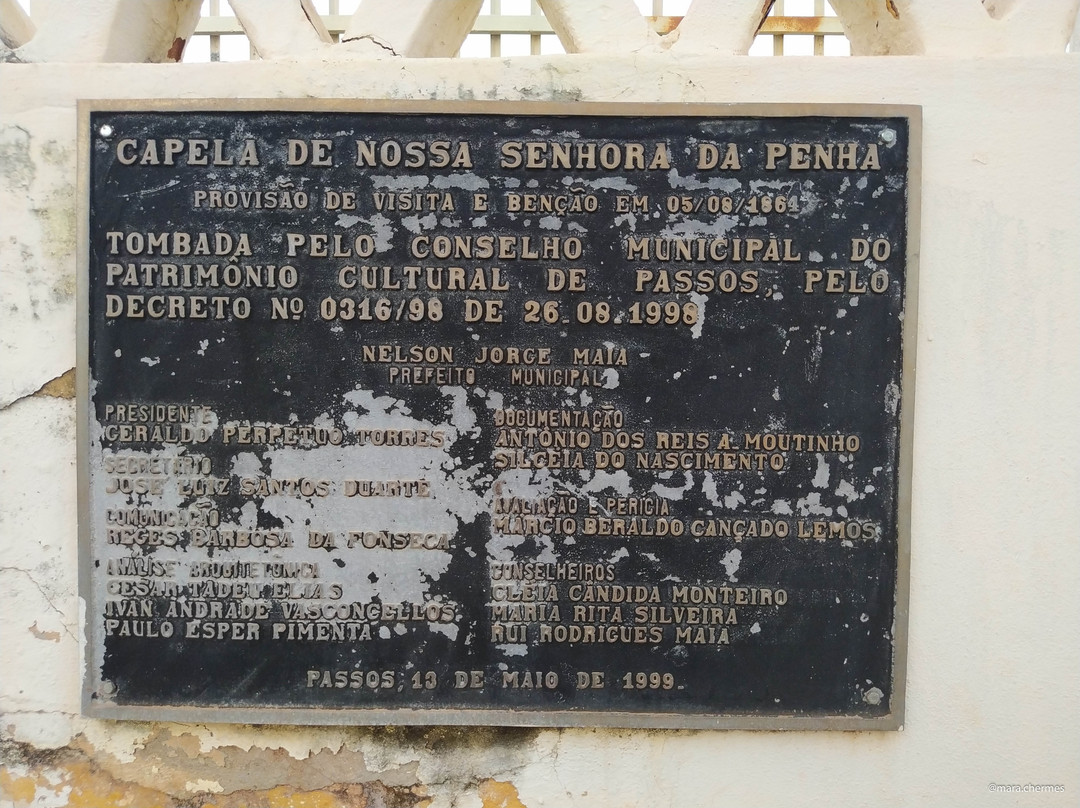 CAPELA DE NOSSA SENHORA DA PENHA
PROVISÃO DE VISITA E BENÇÃO EM 05/08/1864
TOMBADA PELO CONSELHO MUNICIPAL DO
PATRIMÔNIO CULTURAL DE PASSOS, PELO
DECRETO Nº 0316/98 DE 26.08.1998
NELSON JORGE MAIA
PREFEITO MUNICIPAL
PRESIDENTE
GERALDO PERPETUO TORRES
SECRETÁRIO
JOSÉ LUIZ SANTOS DUARTE
COMUNICAÇÃO
REGES BARBOSA DA FONSECA
ANÁLISE ARQUITETÔNICA
CESAR TADEU ELIAS
IVAN ANDRADE VASCONCELLOS
PAULO ESPER PIMENTA
DOCUMENTAÇÃO
ANTÔNIO DOS REIS A. MOUTINHO
SILCEIA DO NASCIMENTO
AVALIAÇÃO E PERÍCIA
MÁRCIO BERALDO CANÇADO LEMOS
CONSELHEIROS
CLEIA CÂNDIDA MONTEIRO
MARIA RITA SILVEIRA
RUI RODRIGUES MAIA
PASSOS, 13 DE MAIO DE 1999.
@mara.chermes